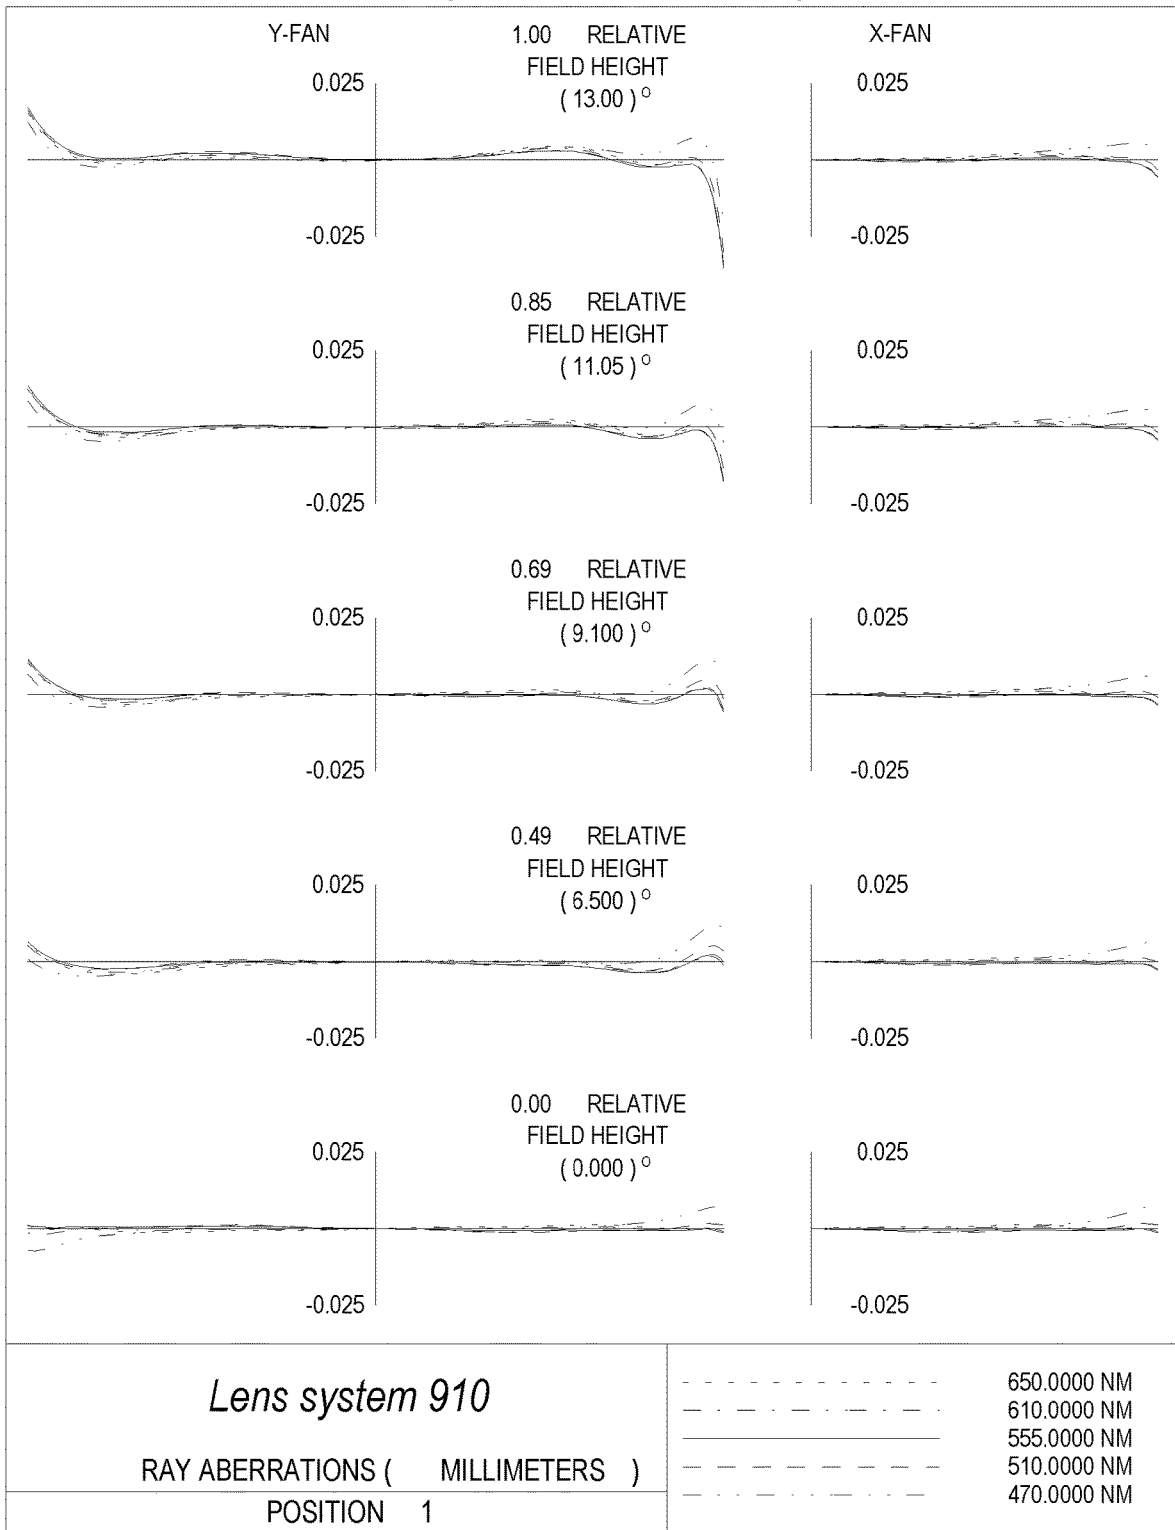 Y-FAN 1.00 RELATIVE X-FAN
FIELD HEIGHT
0.025 ( 13.00 ) O 0.025
-0.025 -0.025
0.85 RELATIVE
FIELD HEIGHT
0.025 ( 11.05 ) O 0.025
-0.025 -0.025
0.69 RELATIVE
FIELD HEIGHT
0.025 ( 9.100 ) O 0.025
-0.025 -0.025
0.49 RELATIVE
FIELD HEIGHT
0.025 ( 6.500 ) O 0.025
-0.025 -0.025
0.00 RELATIVE
FIELD HEIGHT
0.025 ( 0.000 ) O 0.025
-0.025 -0.025
Lens system 910
RAY ABERRATIONS ( MILLIMETERS )
POSITION 1
650.0000 NM
610.0000 NM
555.0000 NM
510.0000 NM
470.0000 NM